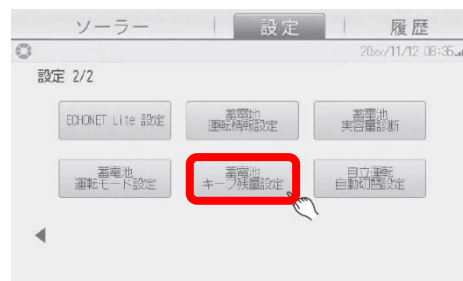 ソーラー
設定
履歴
20xx/11/12 08:35
設定 2/2
ECHONET Lite 設定
蓄電池
運転情報設定
蓄電池
実容量診断
蓄電池
運転モード設定
蓄電池
キープ残量設定
自立運転
自動切替設定